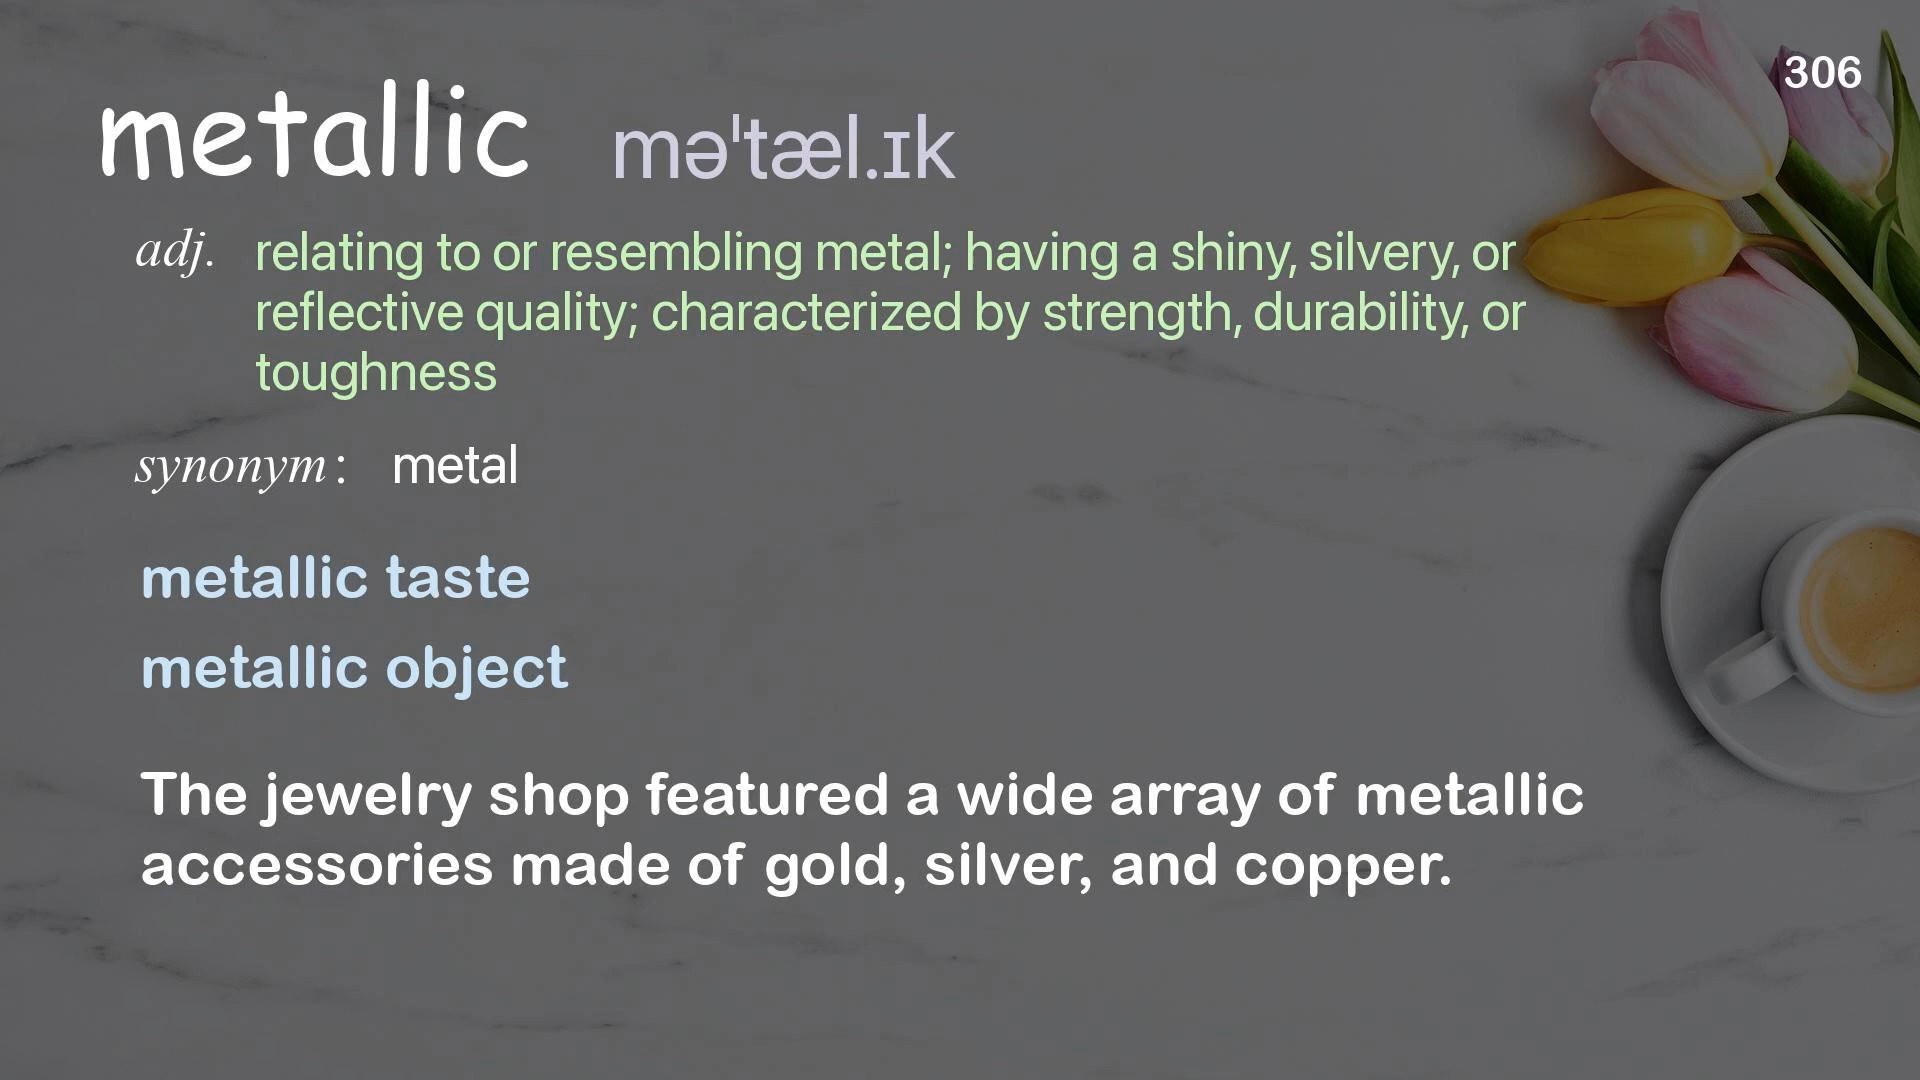 306
metallic məˈtæl.ɪk
adj. relating to or resembling metal; having a shiny, silvery, or
reflective quality; characterized by strength, durability, or
toughness
synonym: metal
metallic taste
metallic object
The jewelry shop featured a wide array of metallic
accessories made of gold, silver, and copper.